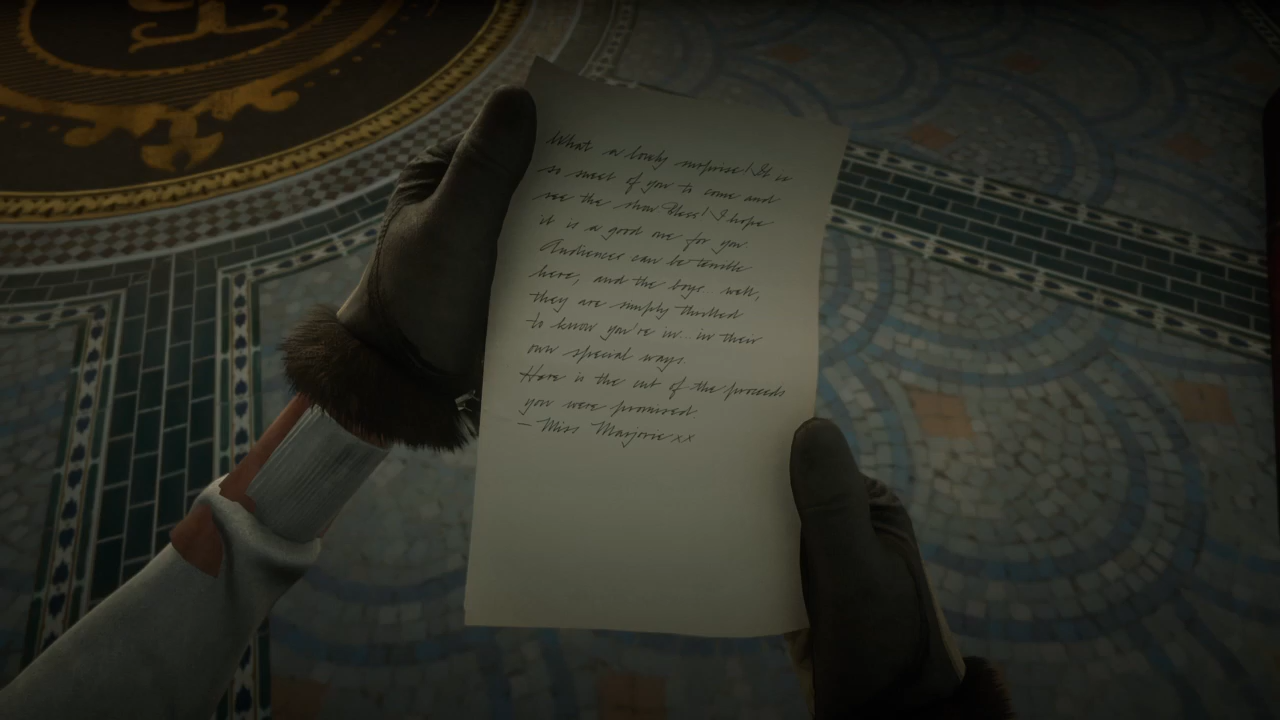 What a lovely surprise! It is
so sweet of you to come and
see the show. Bless! I hope
it is a good one for you.
Audiences can be terrible
here, and the boys... well,
they are simply thrilled
to know you're in... in their
own special ways.
Here is the cut of the proceeds
you were promised.
- Miss Marjorie xx